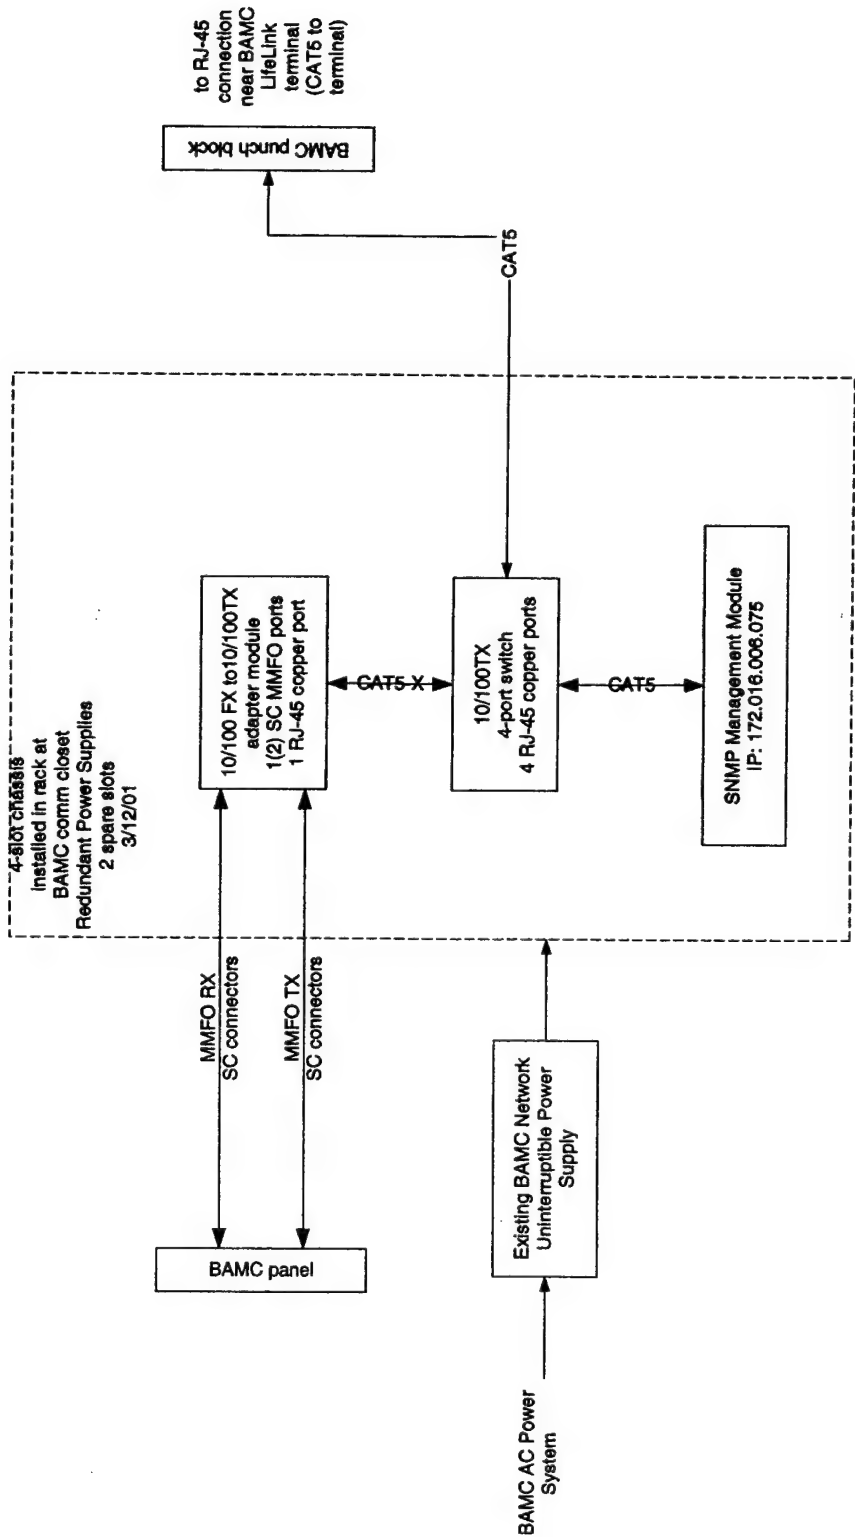 4-slot chassis
installed in rack at
BAMC comm closet
Redundant Power Supplies
2 spare slots
3/12/01
BAMC panel
MMFO RX
SC connectors
MMFO TX
SC connectors
10/100 FX to10/100TX
adapter module
1(2) SC MMFO ports
1 RJ-45 copper port
BAMC punch block
to RJ-45
connection
near BAMC
LifeLink
terminal
(CAT5 to
terminal)
CAT5 X
CAT5
BAMC AC Power
System
Existing BAMC Network
Uninterruptible Power
Supply
10/100TX
4-port switch
4 RJ-45 copper ports
CAT5
SNMP Management Module
IP: 172.016.006.075